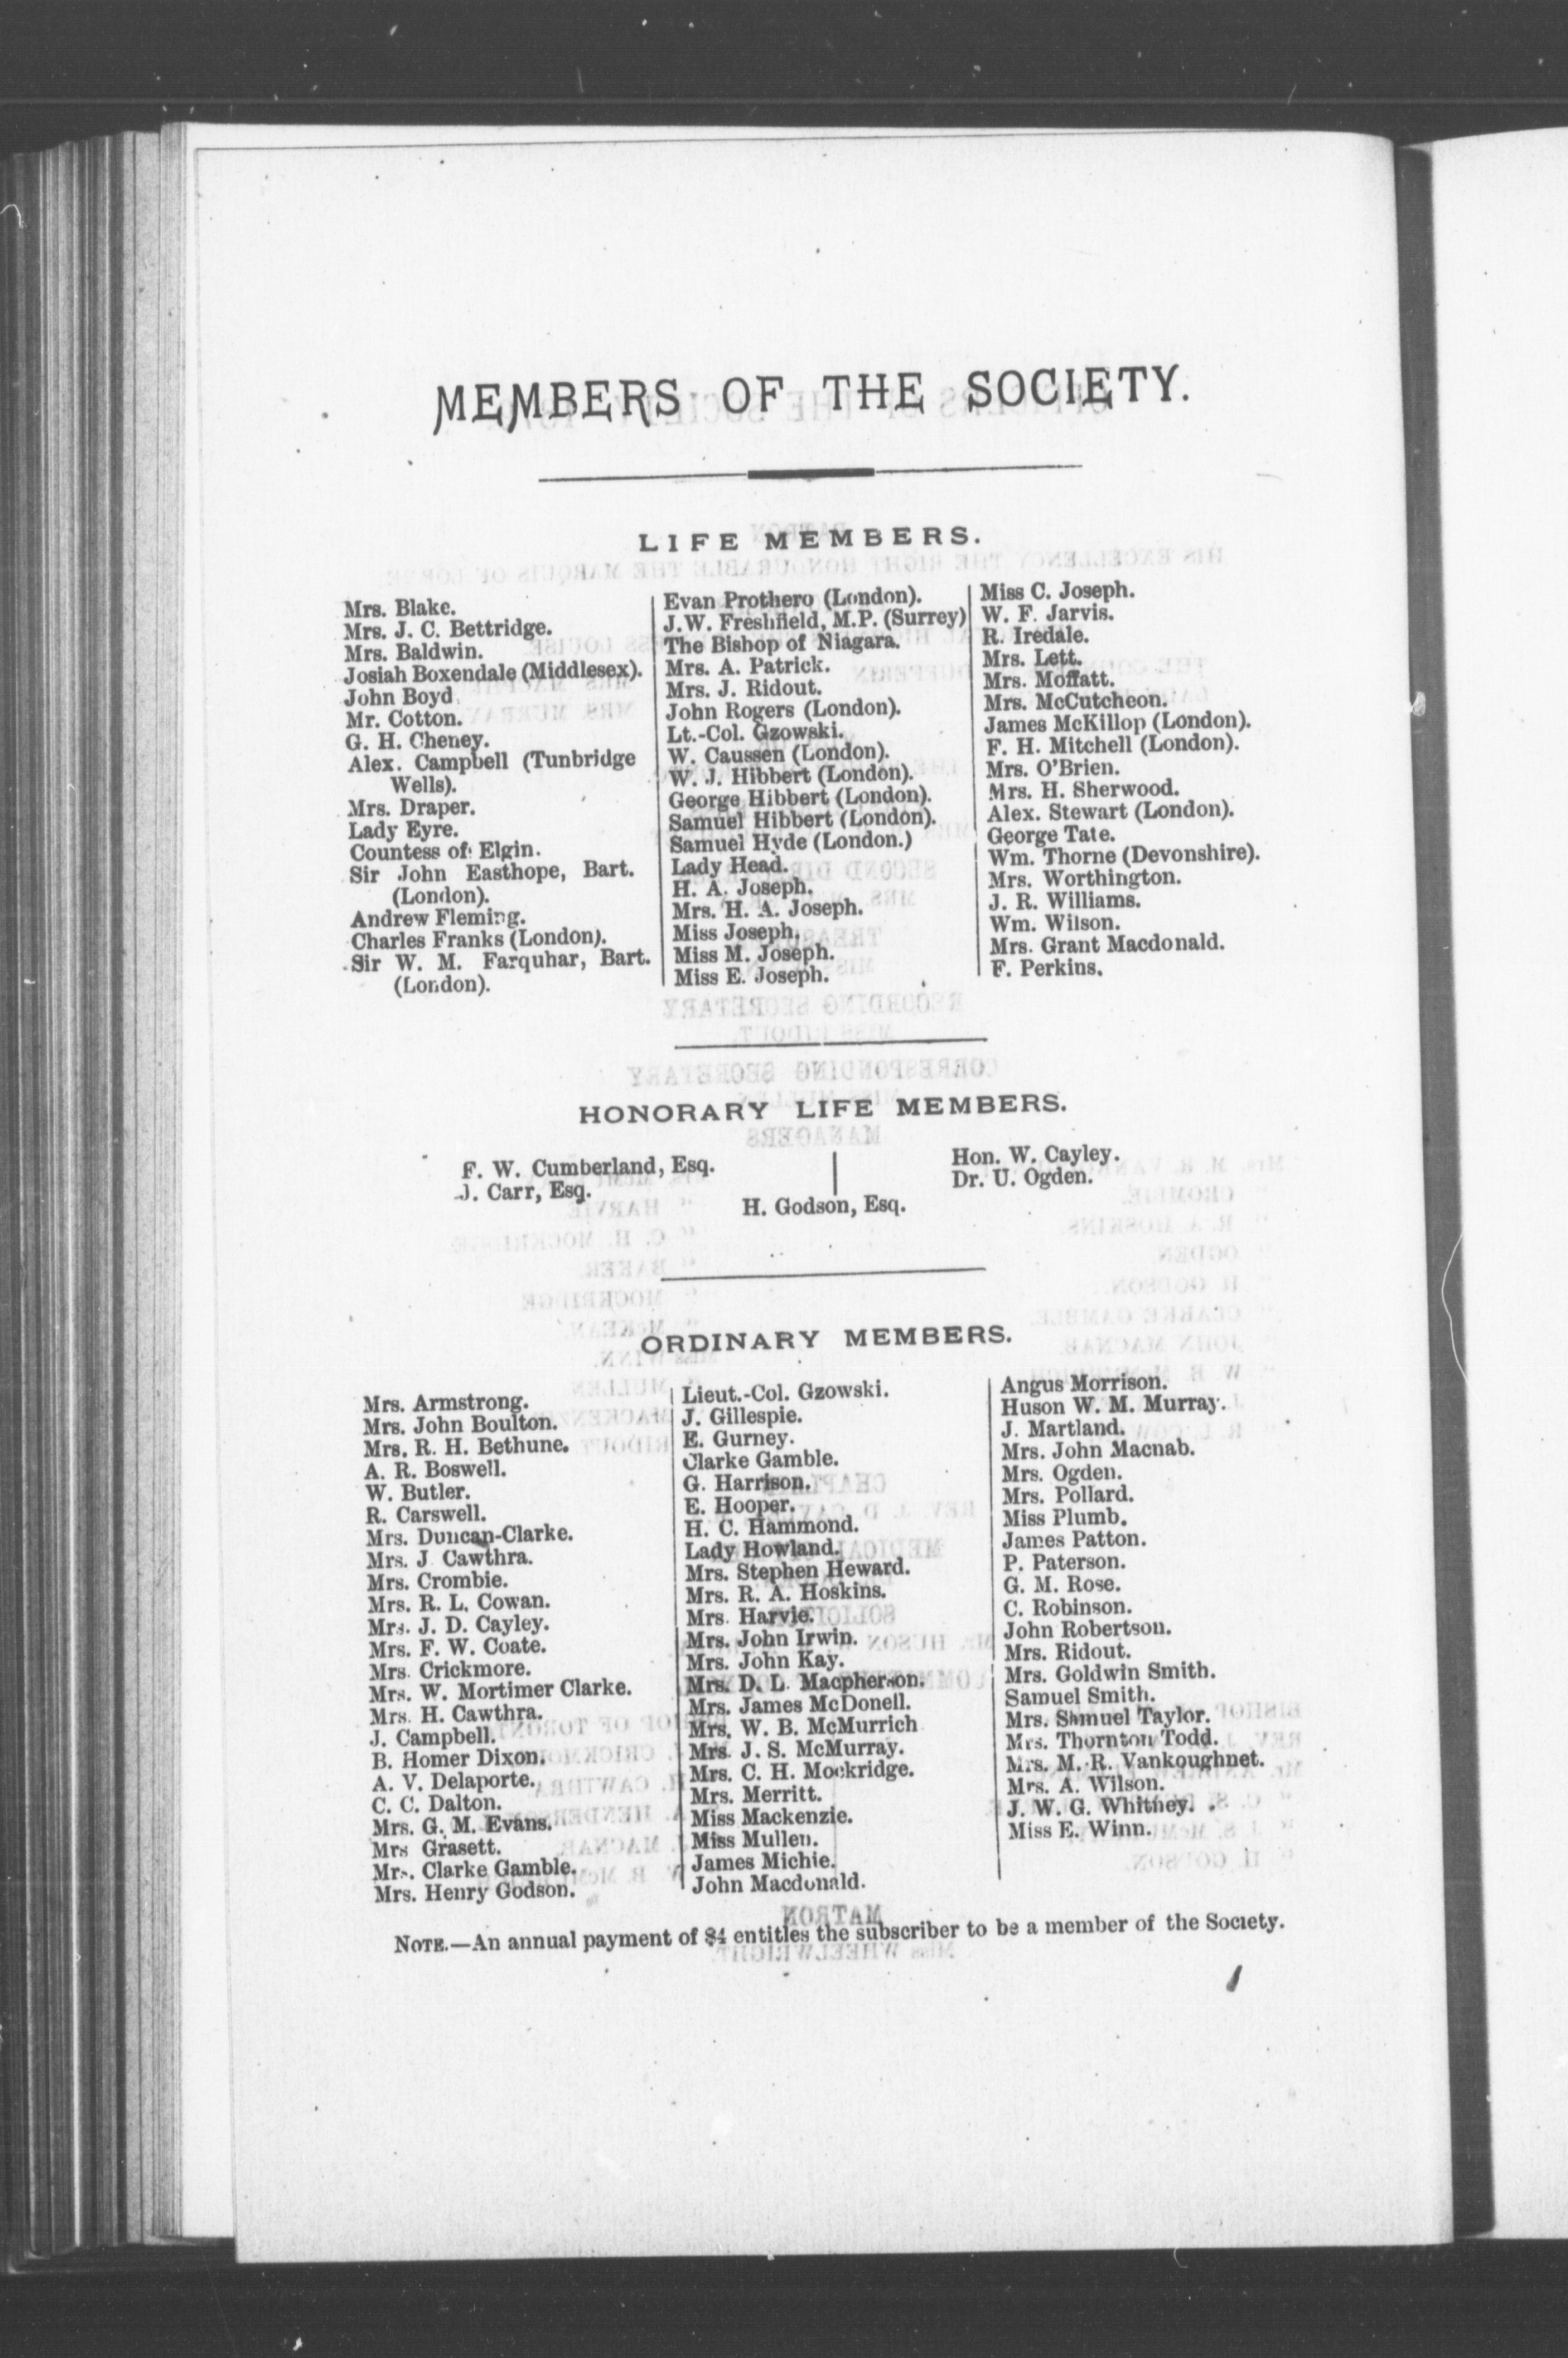 MEMBERS OF THE SOCIETY.
LIFE MEMBERS.
Mrs. Blake.
Mrs. J. C. Bettridge.
Mrs. Baldwin.
Josiah Boxendale (Middlesex).
John Boyd
Mr. Cotton.
G. H. Cheney.
Alex. Campbell (Tunbridge
Wells).
Mrs. Draper.
Lady Eyre.
Countess of Elgin.
Sir John Easthope, Bart.
(London).
Andrew Fleming.
Charles Franks (London).
Sir W. M. Farquhar, Bart.
(London).
Evan Prothero (London).
J.W. Freshfield, M.P. (Surrey)
The Bishop of Niagara.
Mrs. A. Patrick.
Mrs. J. Ridout.
John Rogers (London).
Lt.-Col. Gzowski.
W. Caussen (London).
W. J. Hibbert (London).
George Hibbert (London).
Samuel Hibbert (London).
Samuel Hyde (London.)
Lady Head.
H. A. Joseph.
Mrs. H. A. Joseph.
Miss Joseph.
Miss M. Joseph.
Miss E. Joseph.
Miss C. Joseph.
W. F. Jarvis.
R. Iredale.
Mrs. Lett.
Mrs. Moffatt.
Mrs. McCutcheon.
James McKillop (London).
F. H. Mitchell (London).
Mrs. O'Brien.
Mrs. H. Sherwood.
Alex. Stewart (London).
George Tate.
Wm. Thorne (Devonshire).
Mrs. Worthington.
J. R. Williams.
Wm. Wilson.
Mrs. Grant Macdonald.
F. Perkins.
HONORARY LIFE MEMBERS.
F. W. Cumberland, Esq.
J. Carr, Esq.
Hon. W. Cayley.
Dr. U. Ogden.
H. Godson, Esq.
ORDINARY MEMBERS.
Mrs. Armstrong.
Mrs. John Boulton.
Mrs. R. H. Bethune.
A. R. Boswell.
W. Butler.
R. Carswell.
Mrs. Duncan-Clarke.
Mrs. J Cawthra.
Mrs. Crombie.
Mrs. R. L. Cowan.
Mrs. J. D. Cayley.
Mrs. F. W. Coate.
Mrs. Crickmore.
Mrs. W. Mortimer Clarke.
Mrs. H. Cawthra.
J. Campbell.
B. Homer Dixon.
A. V. Delaporte.
C. C. Dalton.
Mrs. G. M. Evans.
Mrs Grasett.
Mrs. Clarke Gamble.
Mrs. Henry Godson.
Lieut.-Col. Gzowski.
J. Gillespie.
E. Gurney.
Clarke Gamble.
G. Harrison.
E. Hooper.
H. C. Hammond.
Lady Howland.
Mrs. Stephen Heward.
Mrs. R. A. Hoskins.
Mrs. Harvie.
Mrs. John Irwin.
Mrs. John Kay.
Mrs. D. L. Macpherson.
Mrs. James McDonell.
Mrs. W. B. McMurrich
Mrs. J. S. McMurray.
Mrs. C. H. Mockridge.
Mrs. Merritt.
Miss Mackenzie.
Miss Mullen.
James Michie.
John Macdonald.
Angus Morrison.
Huson W. M. Murray.
J. Martland.
Mrs. John Macnab.
Mrs. Ogden.
Mrs. Pollard.
Miss Plumb.
James Patton.
P. Paterson.
G. M. Rose.
C. Robinson.
John Robertson.
Mrs. Ridout.
Mrs. Goldwin Smith.
Samuel Smith.
Mrs. Samuel Taylor.
Mrs. Thornton Todd.
Mrs. M. R. Vankoughnet.
Mrs. A. Wilson.
J. W. G. Whitney.
Miss E. Winn.
NOTE.—An annual payment of $4 entitles the subscriber to be a member of the Society.